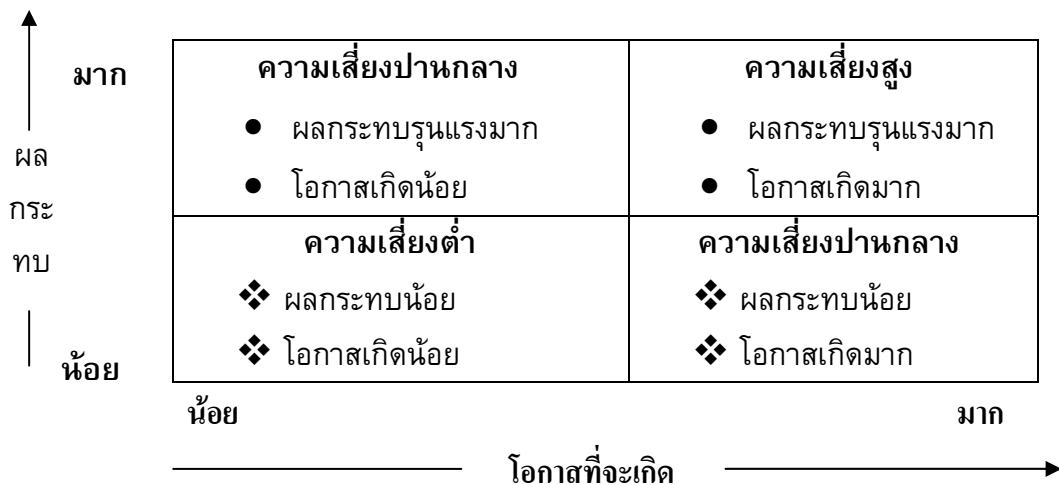 มาก
ความเสี่ยงปานกลาง
ความเสี่ยงสูง
● ผลกระทบรุนแรงมาก
● ผลกระทบรุนแรงมาก
● โอกาสเกิดน้อย
● โอกาสเกิดมาก
ผล
กระ
ทบ
ความเสี่ยงต่ำ
ความเสี่ยงปานกลาง
❖ ผลกระทบน้อย
❖ ผลกระทบน้อย
❖ โอกาสเกิดน้อย
❖ โอกาสเกิดมาก
น้อย
น้อย
มาก
โอกาสที่จะเกิด